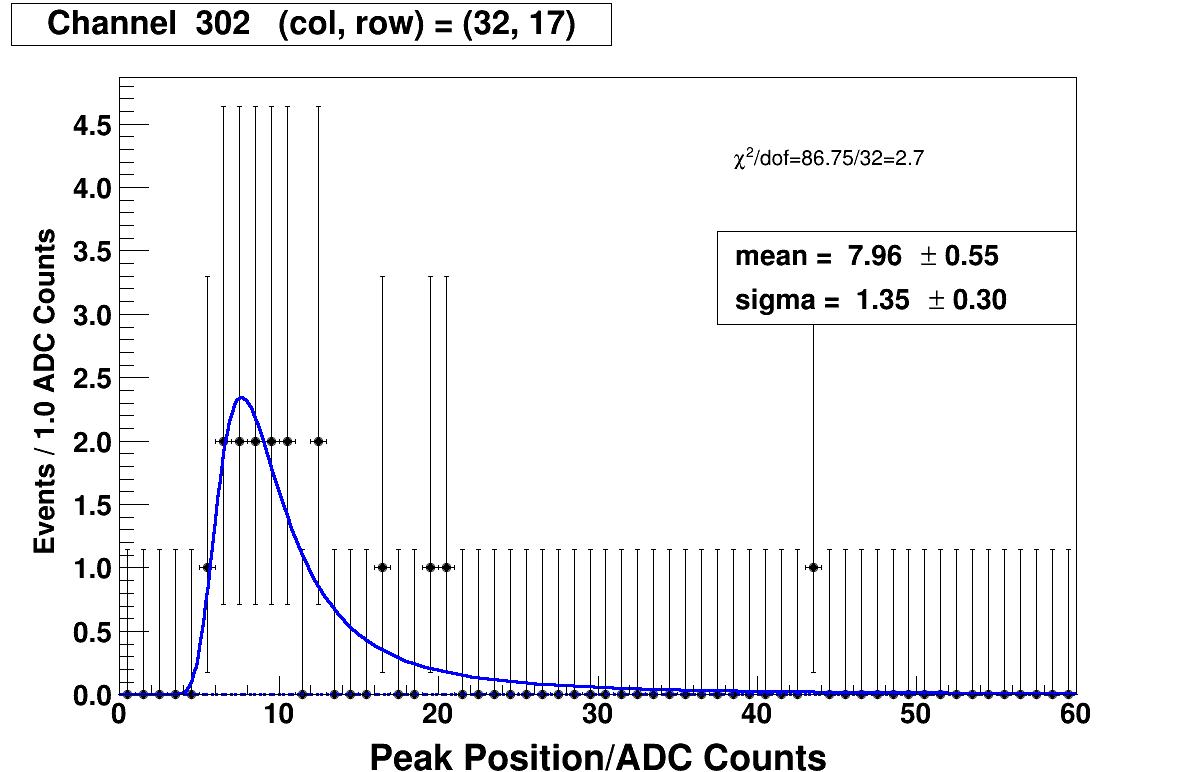 Channel 302 (col, row) = (32, 17)
4.5
4.0
3.5
3.0
2.5
2.0
1.5
1.0
0.5
0.0
Events / 1.0 ADC Counts
χ²/dof=86.75/32=2.7
mean = 7.96 ± 0.55
sigma = 1.35 ± 0.30
0 10 20 30 40 50 60
Peak Position/ADC Counts